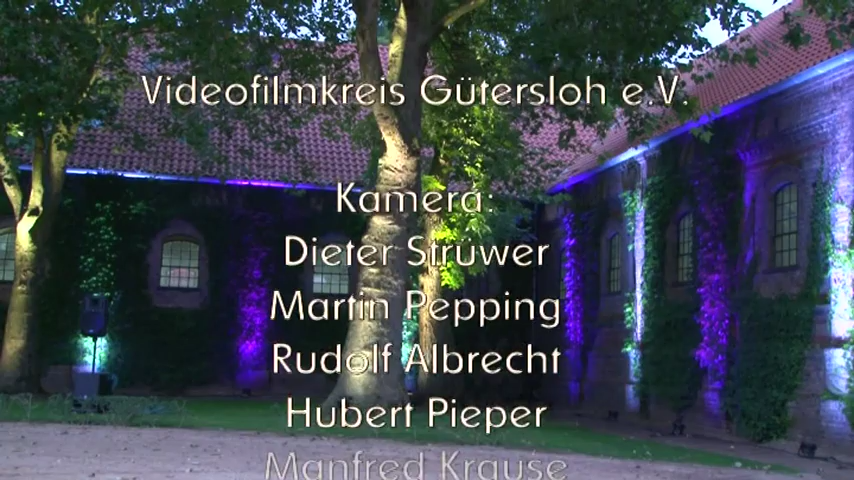 Videofilmkreis Gütersloh e.V.
Kamera:
Dieter Strüwer
Martin Pepping
Rudolf Albrecht
Hubert Pieper
Manfred Krause